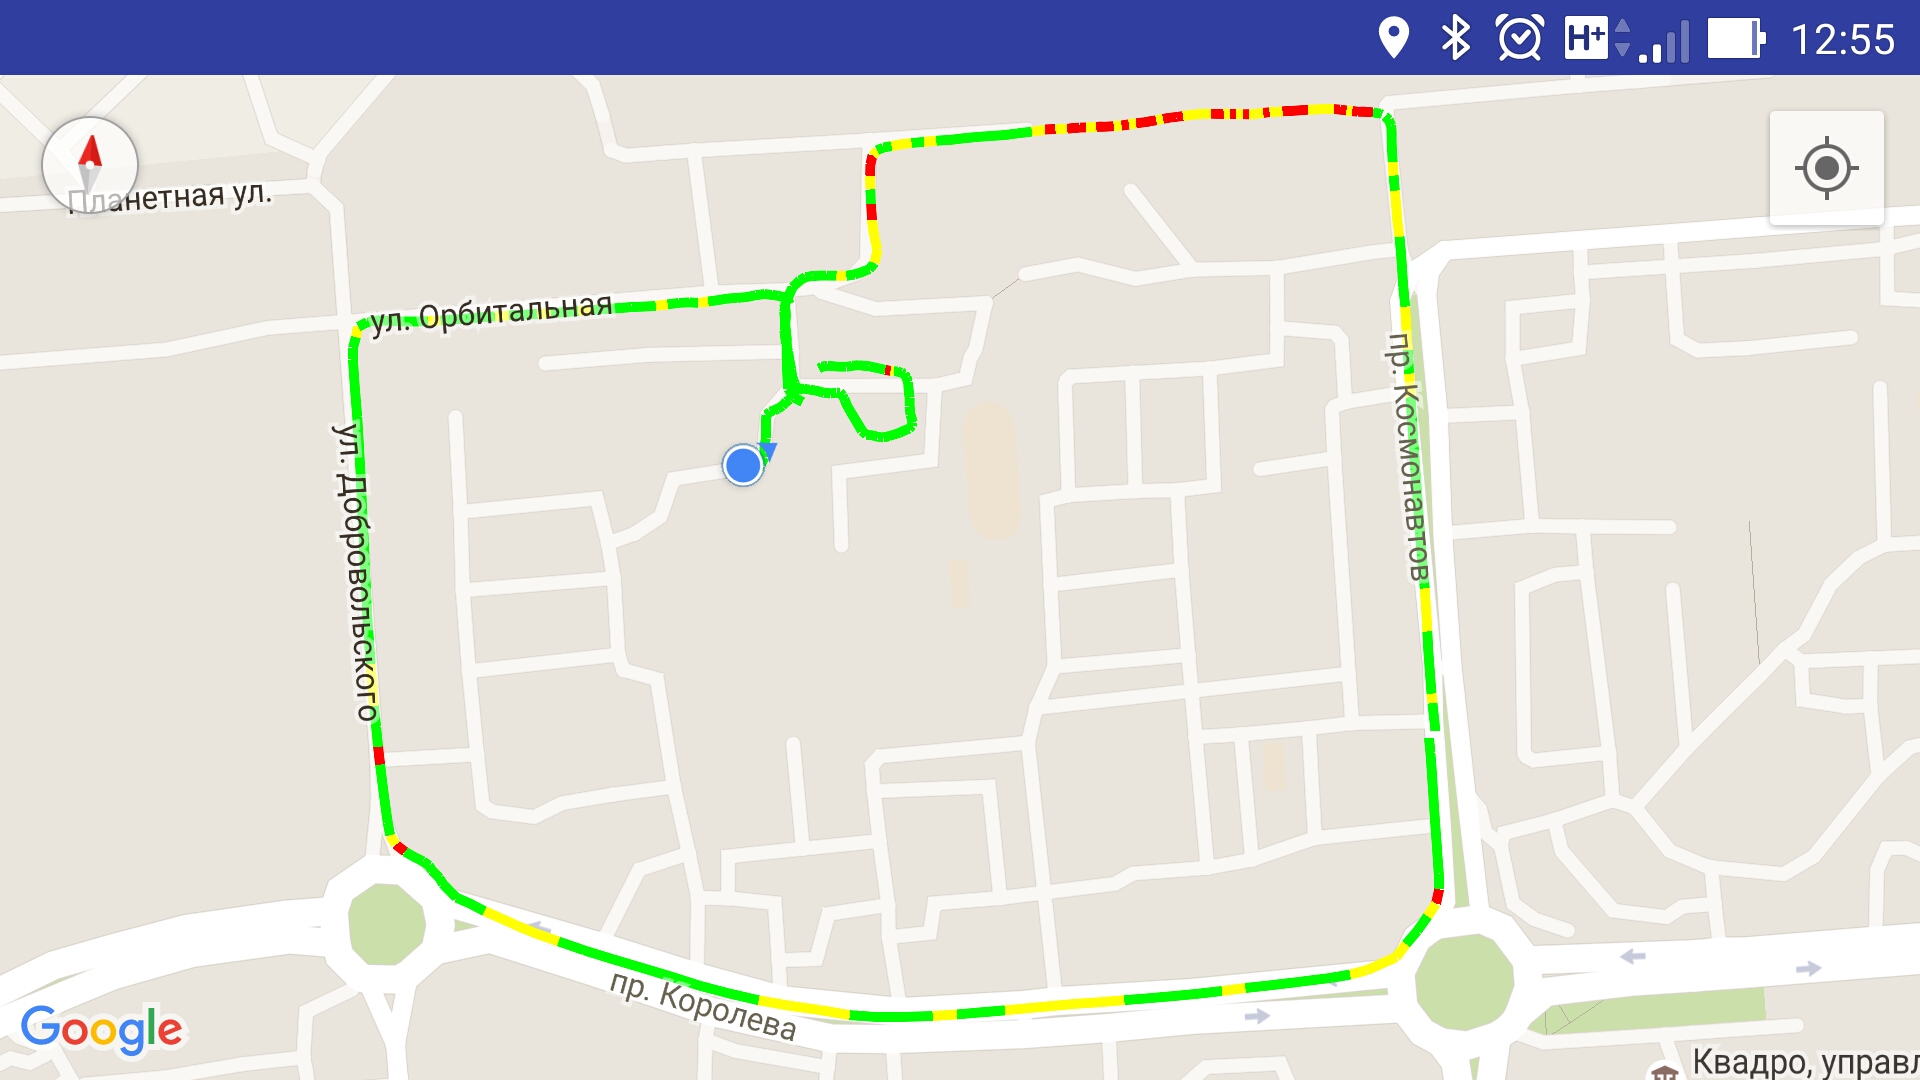 H+ 12:55
Планетная ул.
ул. Орбитальная
пр. Космонавтов
ул. Добровольского
пр. Королева
Google
Квадро, управл